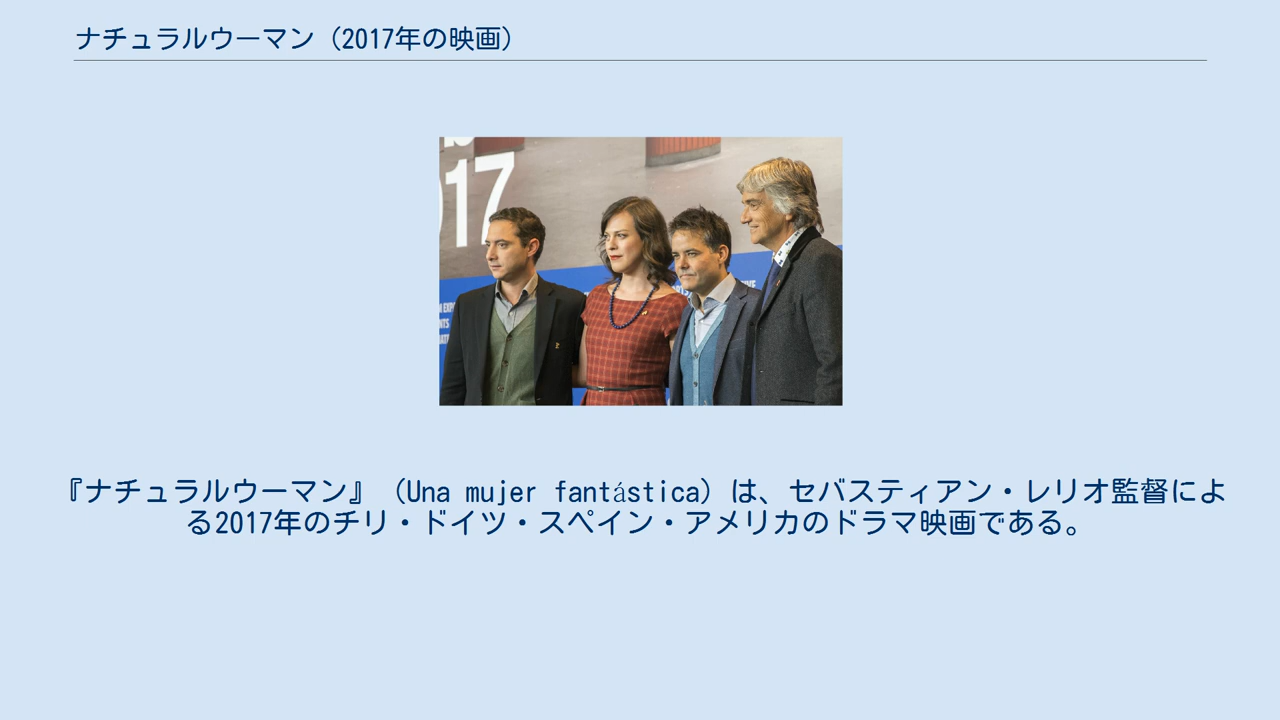 ナチュラルウーマン（2017年の映画）
017
『ナチュラルウーマン』（Una mujer fantástica）は、セバスティアン・レリオ監督によ
る2017年のチリ・ドイツ・スペイン・アメリカのドラマ映画である。